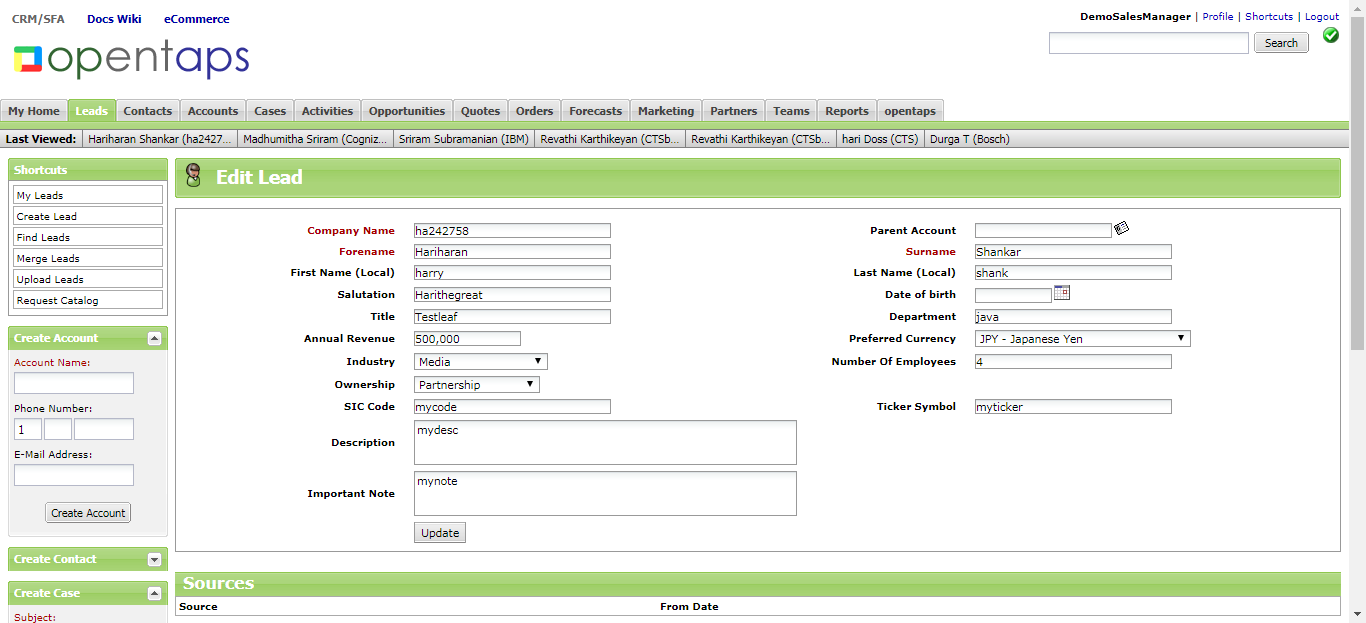 CRM/SFA Docs Wiki eCommerce
DemoSalesManager | Profile | Shortcuts | Logout
opentaps
Search
My Home Leads Contacts Accounts Cases Activities Opportunities Quotes Orders Forecasts Marketing Partners Teams Reports opentaps
Last Viewed: Hariharan Shankar (ha2427... Madhumitha Sriram (Cogniz... Sriram Subramanian (IBM) Revathi Karthikeyan (CTSb... Revathi Karthikeyan (CTSb... hari Doss (CTS) Durga T (Bosch)
Shortcuts
My Leads
Create Lead
Find Leads
Merge Leads
Upload Leads
Request Catalog
Create Account
Account Name:
Phone Number:
1
E-Mail Address:
Create Account
Create Contact
Create Case
Subject:
Edit Lead
Company Name ha242758 Parent Account
Forename Hariharan Surname Shankar
First Name (Local) harry Last Name (Local) shank
Salutation Harithegreat Date of birth
Title Testleaf Department java
Annual Revenue 500,000 Preferred Currency JPY - Japanese Yen
Industry Media Number Of Employees 4
Ownership Partnership
SIC Code mycode Ticker Symbol myticker
Description mydesc
Important Note mynote
Update
Sources
Source From Date